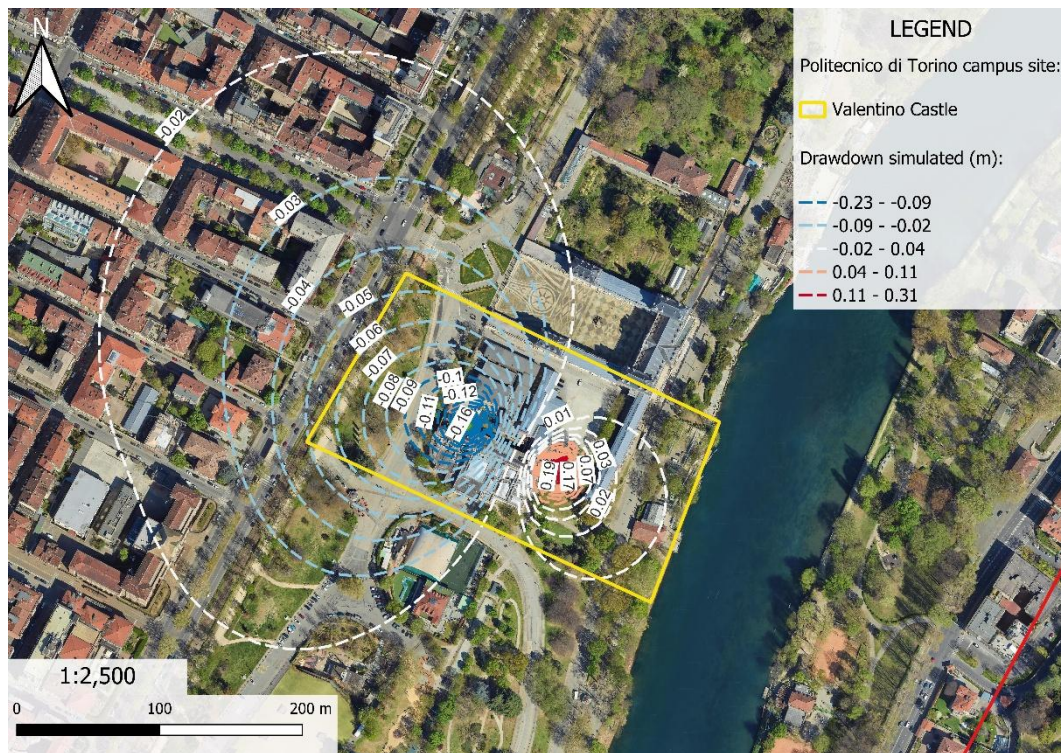 N
LEGEND
Politecnico di Torino campus site:
Valentino Castle
Drawdown simulated (m):
-0.23 - -0.09
-0.09 - -0.02
-0.02 - 0.04
0.04 - 0.11
0.11 - 0.31
-0.02
-0.03
-0.04
-0.05
-0.06
-0.07
-0.08
-0.09
-0.1
-0.12
-0.11
-0.16
-0.01
0.03
0.07
0.17
0.19
0.02
1:2,500
0 100 200 m